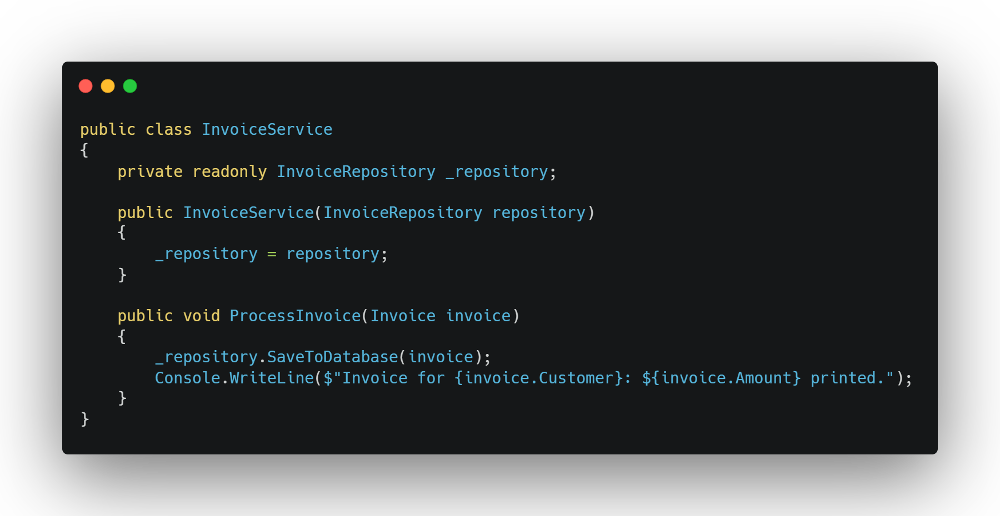 public class InvoiceService
{
    private readonly InvoiceRepository _repository;

    public InvoiceService(InvoiceRepository repository)
    {
        _repository = repository;
    }

    public void ProcessInvoice(Invoice invoice)
    {
        _repository.SaveToDatabase(invoice);
        Console.WriteLine($"Invoice for {invoice.Customer}: ${invoice.Amount} printed.");
    }
}